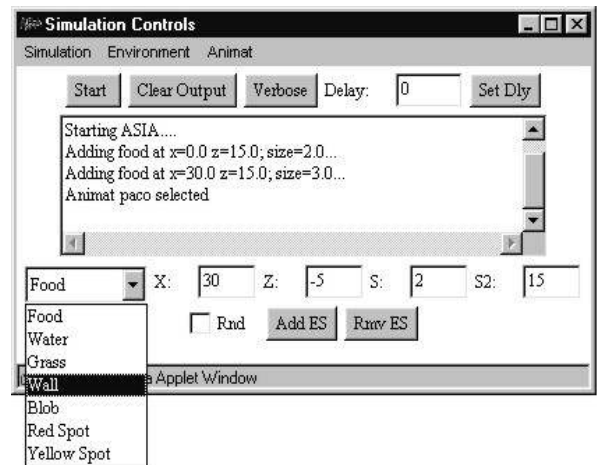 Simulation Controls
Simulation Environment Animat
Start Clear Output Verbose Delay: 0 Set Dly
Starting ASIA....
Adding food at x=0.0 z=15.0; size=2.0...
Adding food at x=30.0 z=15.0; size=3.0...
Animat paco selected
Food X: 30 Z: -5 S: 2 S2: 15
Rnd Add ES Rmv ES
Food
Water
Grass
Wall
Blob
Red Spot
Yellow Spot
Applet Window